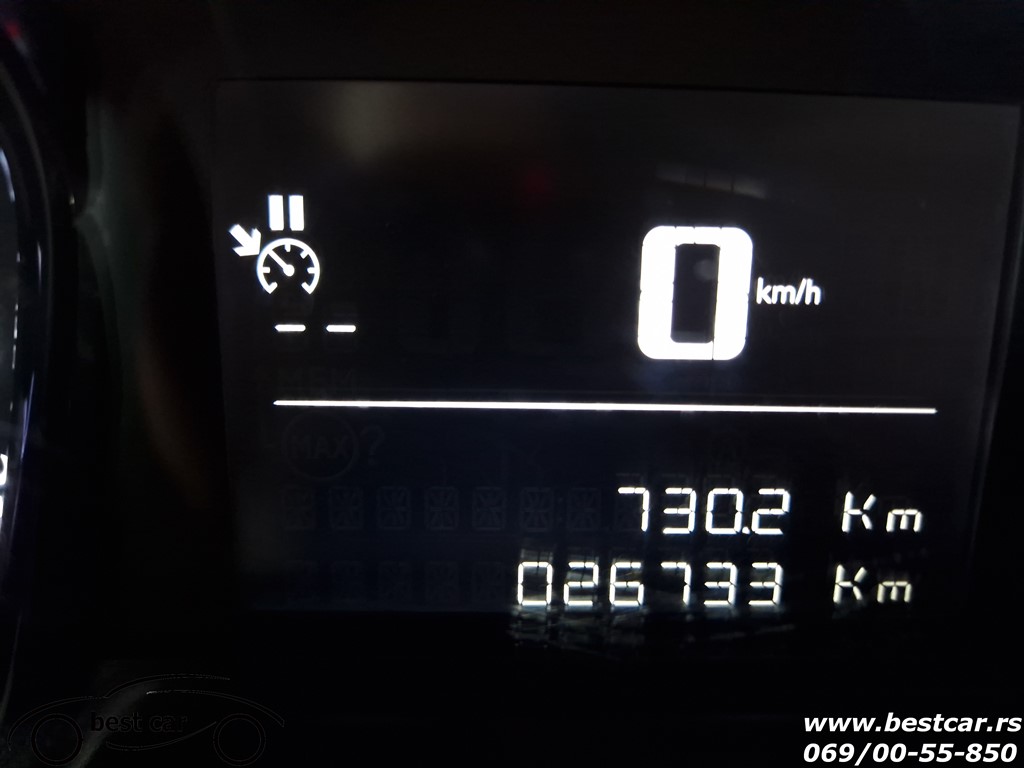 0 km/h
-- --
MAX ?
730.2 Km
026733 Km
best car
www.bestcar.rs
069/00-55-850